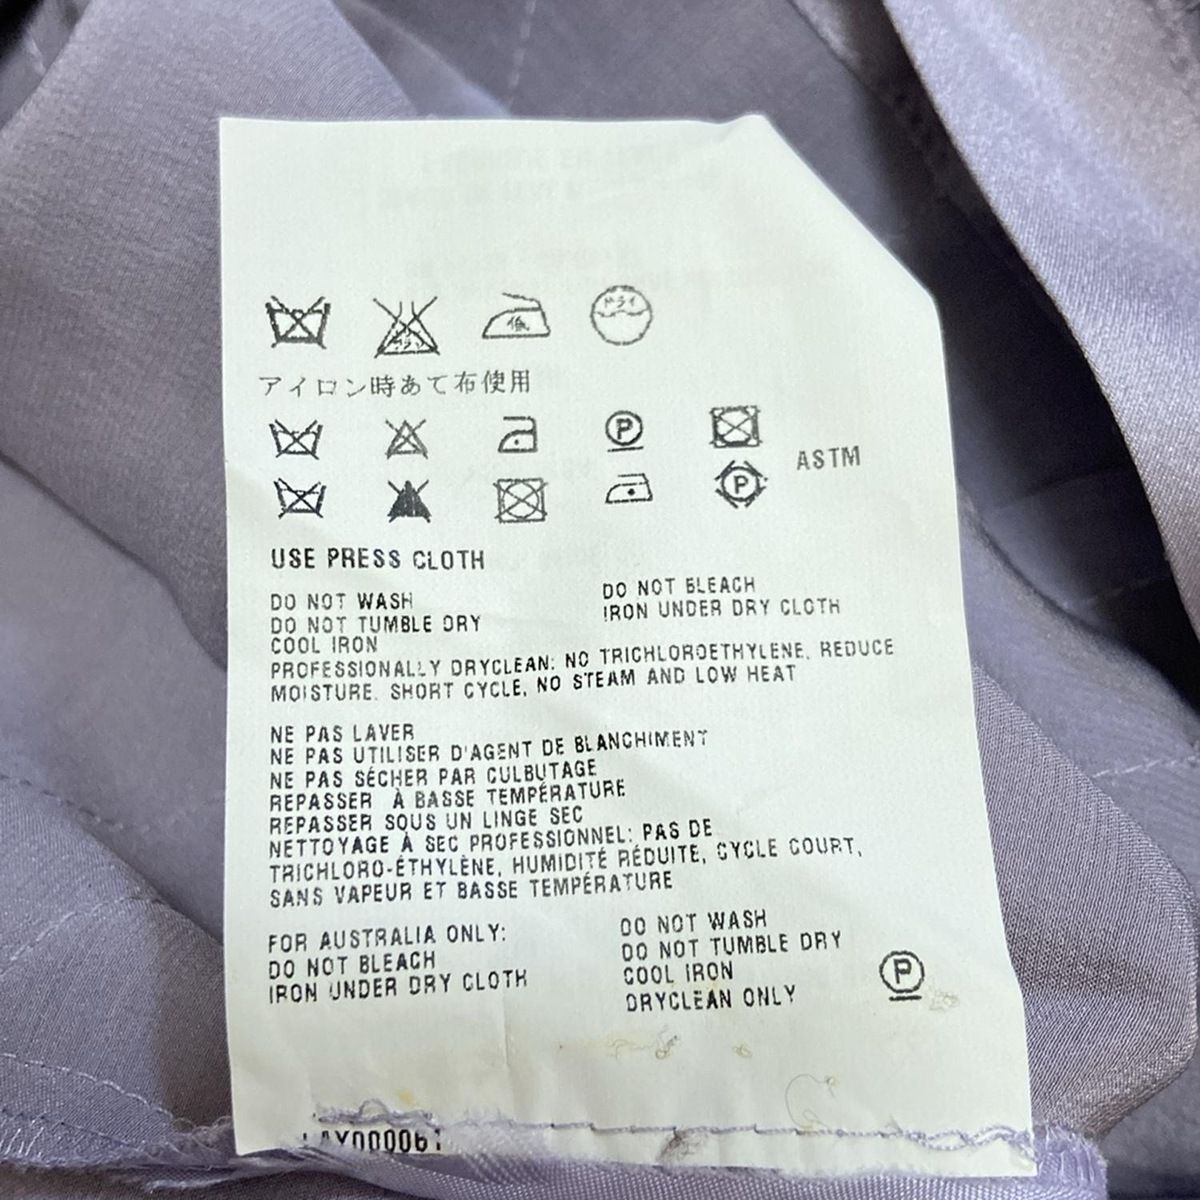 低 ドライ
アイロン時あて布使用
P
P ASTM
USE PRESS CLOTH
DO NOT WASH DO NOT BLEACH
DO NOT TUMBLE DRY IRON UNDER DRY CLOTH
COOL IRON
PROFESSIONALLY DRYCLEAN: NO TRICHLOROETHYLENE, REDUCE
MOISTURE, SHORT CYCLE, NO STEAM AND LOW HEAT
NE PAS LAVER
NE PAS UTILISER D'AGENT DE BLANCHIMENT
NE PAS SÉCHER PAR CULBUTAGE
REPASSER À BASSE TEMPÉRATURE
REPASSER SOUS UN LINGE SEC
NETTOYAGE À SEC PROFESSIONNEL: PAS DE
TRICHLORO-ÉTHYLÈNE, HUMIDITÉ RÉDUITE, CYCLE COURT,
SANS VAPEUR ET BASSE TEMPÉRATURE
FOR AUSTRALIA ONLY: DO NOT WASH
DO NOT BLEACH DO NOT TUMBLE DRY
IRON UNDER DRY CLOTH COOL IRON
DRYCLEAN ONLY P